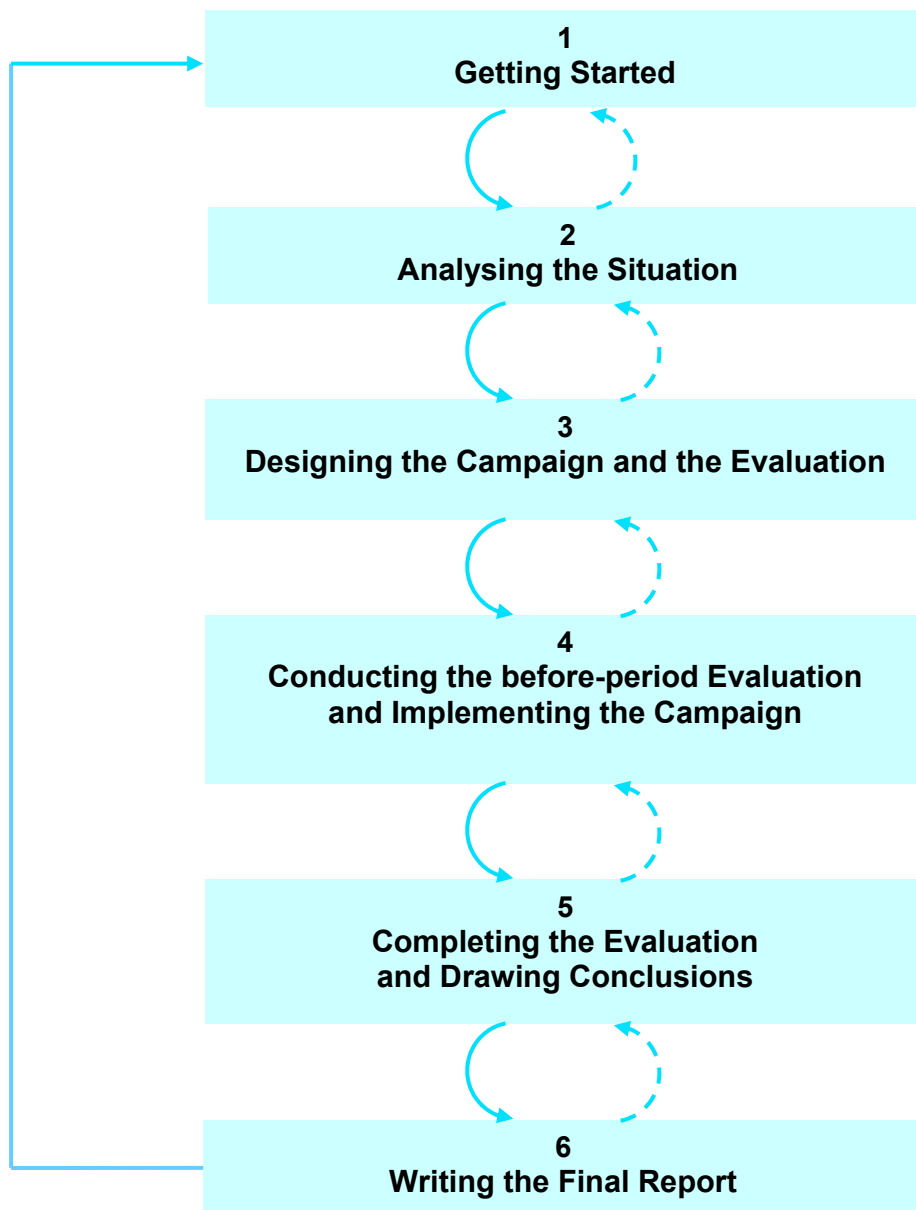 1
Getting Started
2
Analysing the Situation
3
Designing the Campaign and the Evaluation
4
Conducting the before-period Evaluation
and Implementing the Campaign
5
Completing the Evaluation
and Drawing Conclusions
6
Writing the Final Report